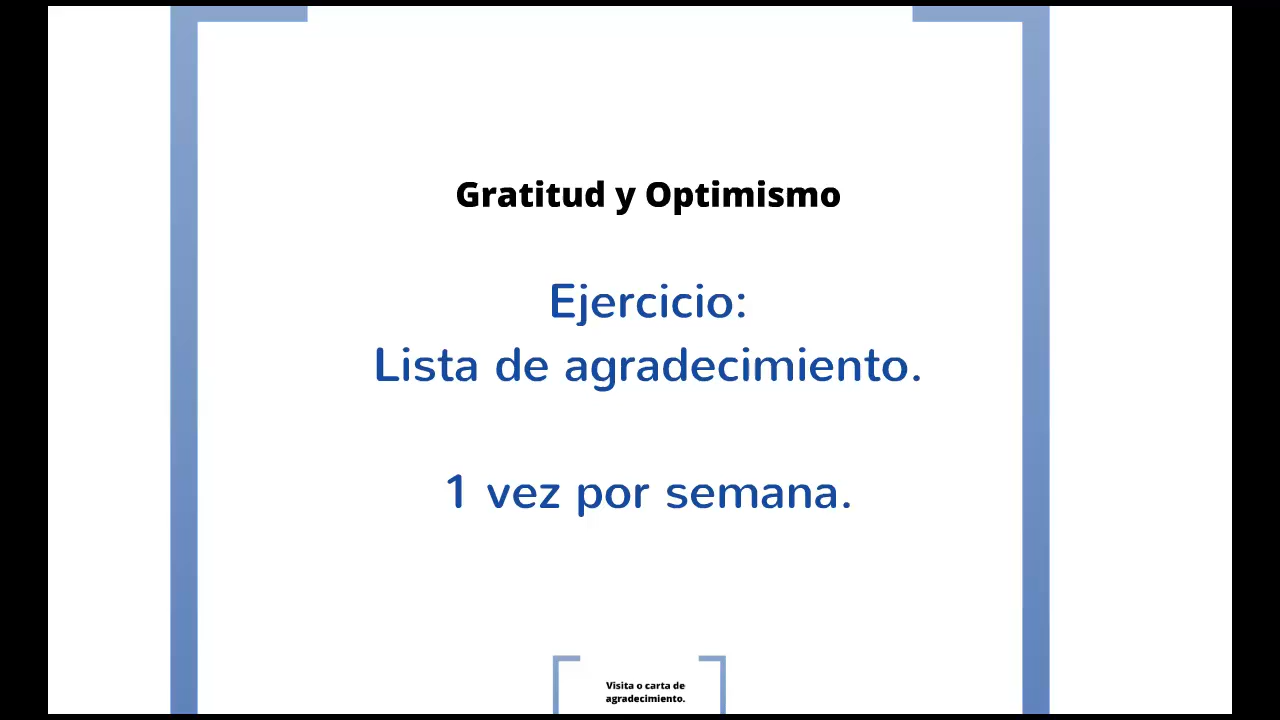 Gratitud y Optimismo
Ejercicio:
Lista de agradecimiento.
1 vez por semana.
Visita o carta de
agradecimiento.